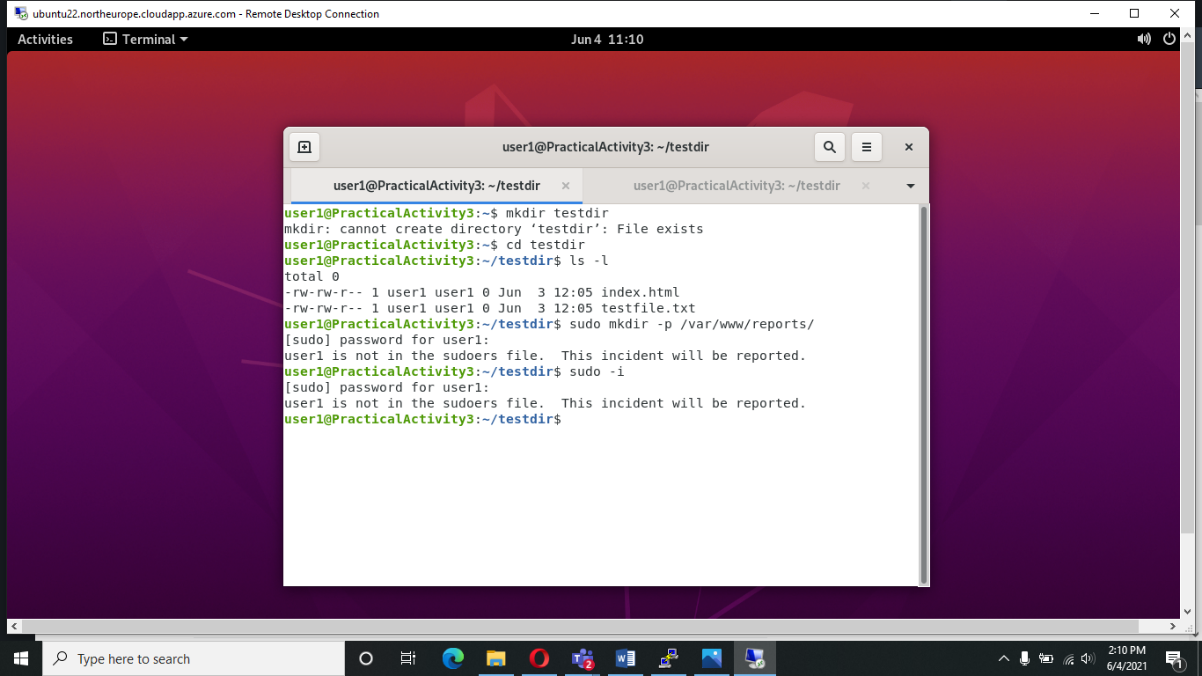 ubuntu22.northeurope.cloudapp.azure.com - Remote Desktop Connection
Activities Terminal Jun 4 11:10
user1@PracticalActivity3: ~/testdir
user1@PracticalActivity3: ~/testdir user1@PracticalActivity3: ~/testdir
user1@PracticalActivity3:~$ mkdir testdir
mkdir: cannot create directory ‘testdir’: File exists
user1@PracticalActivity3:~$ cd testdir
user1@PracticalActivity3:~/testdir$ ls -l
total 0
-rw-rw-r-- 1 user1 user1 0 Jun  3 12:05 index.html
-rw-rw-r-- 1 user1 user1 0 Jun  3 12:05 testfile.txt
user1@PracticalActivity3:~/testdir$ sudo mkdir -p /var/www/reports/
[sudo] password for user1:
user1 is not in the sudoers file.  This incident will be reported.
user1@PracticalActivity3:~/testdir$ sudo -i
[sudo] password for user1:
user1 is not in the sudoers file.  This incident will be reported.
user1@PracticalActivity3:~/testdir$
Type here to search 2 2:10 PM
6/4/2021 1